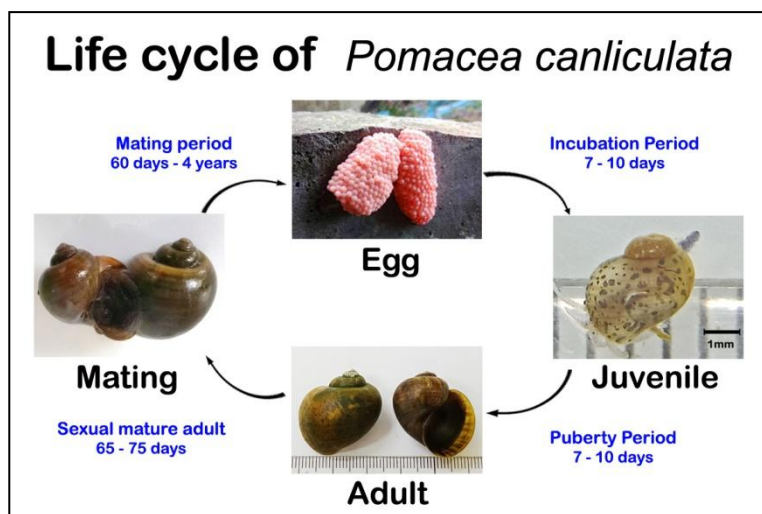 Life cycle of Pomacea canliculata
Mating period
60 days - 4 years
Incubation Period
7 - 10 days
Egg
1mm
Mating
Juvenile
Sexual mature adult
65 - 75 days
Puberty Period
7 - 10 days
Adult